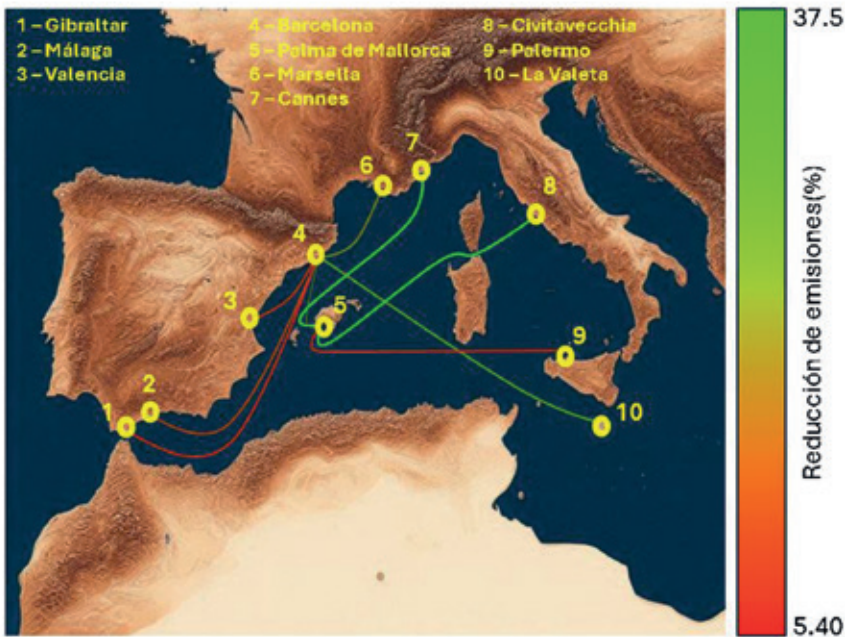 1 – Gibraltar
2 – Málaga
3 – Valencia
4 – Barcelona
5 – Palma de Mallorca
6 – Marsella
7 – Cannes
8 – Civitavecchia
9 – Palermo
10 – La Valeta
7
6
8
4
3
5
9
2
1
10
37.5
Reducción de emisiones(%)
5.40